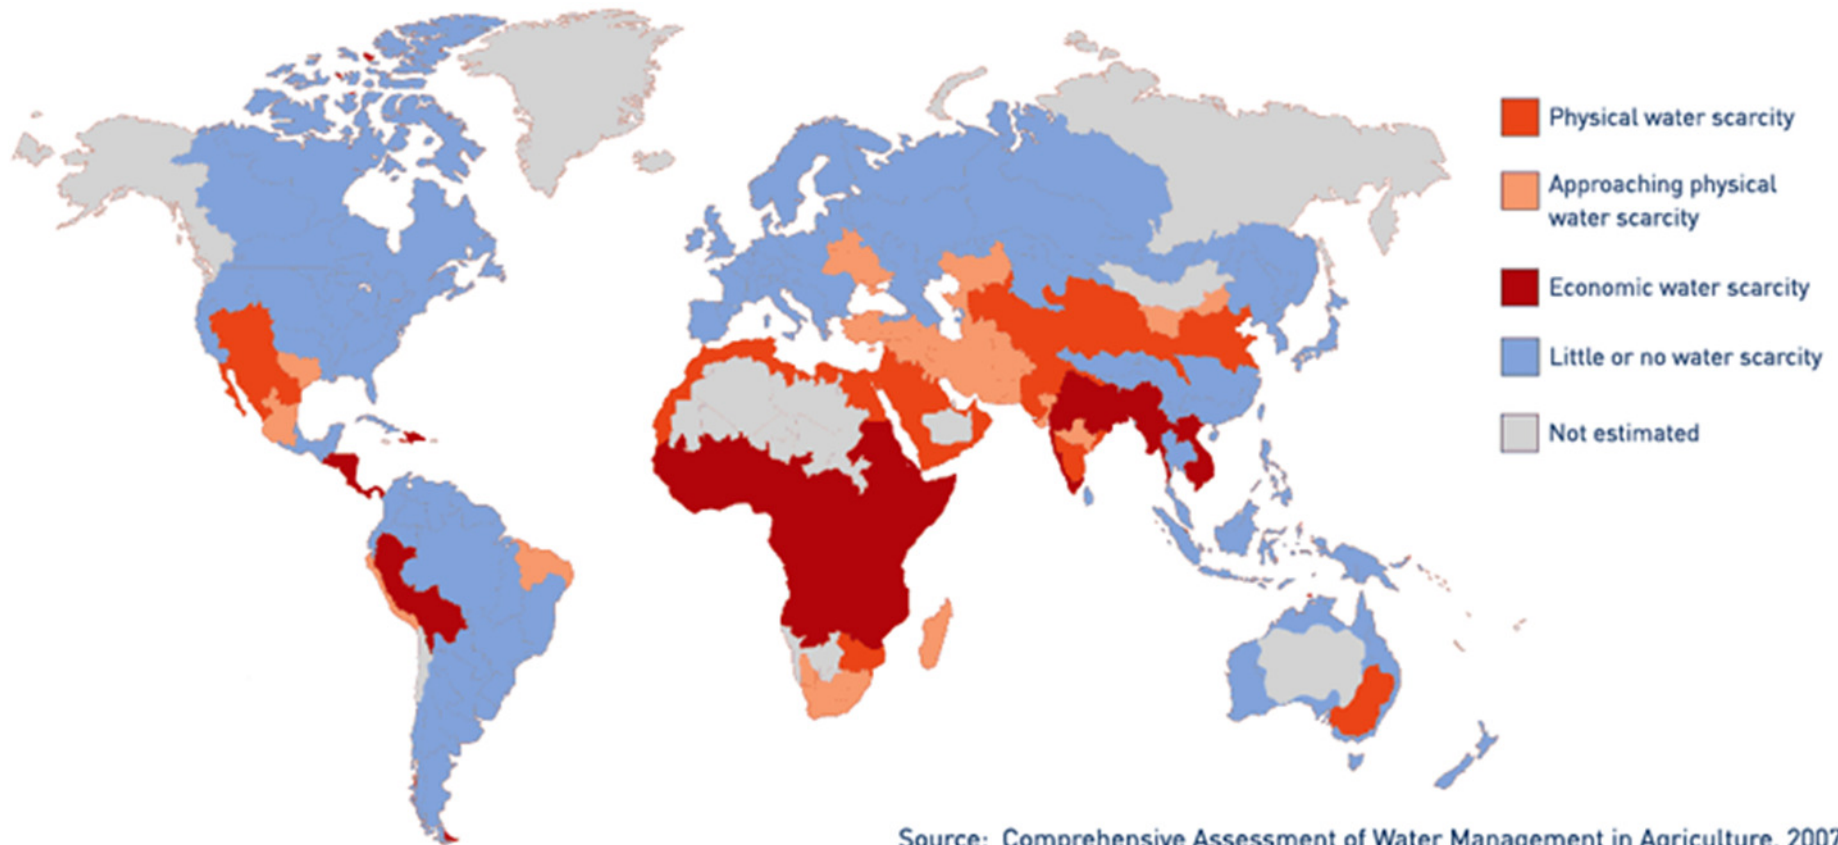 Physical water scarcity
Approaching physical
water scarcity
Economic water scarcity
Little or no water scarcity
Not estimated
Source: Comprehensive Assessment of Water Management in Agriculture, 2007